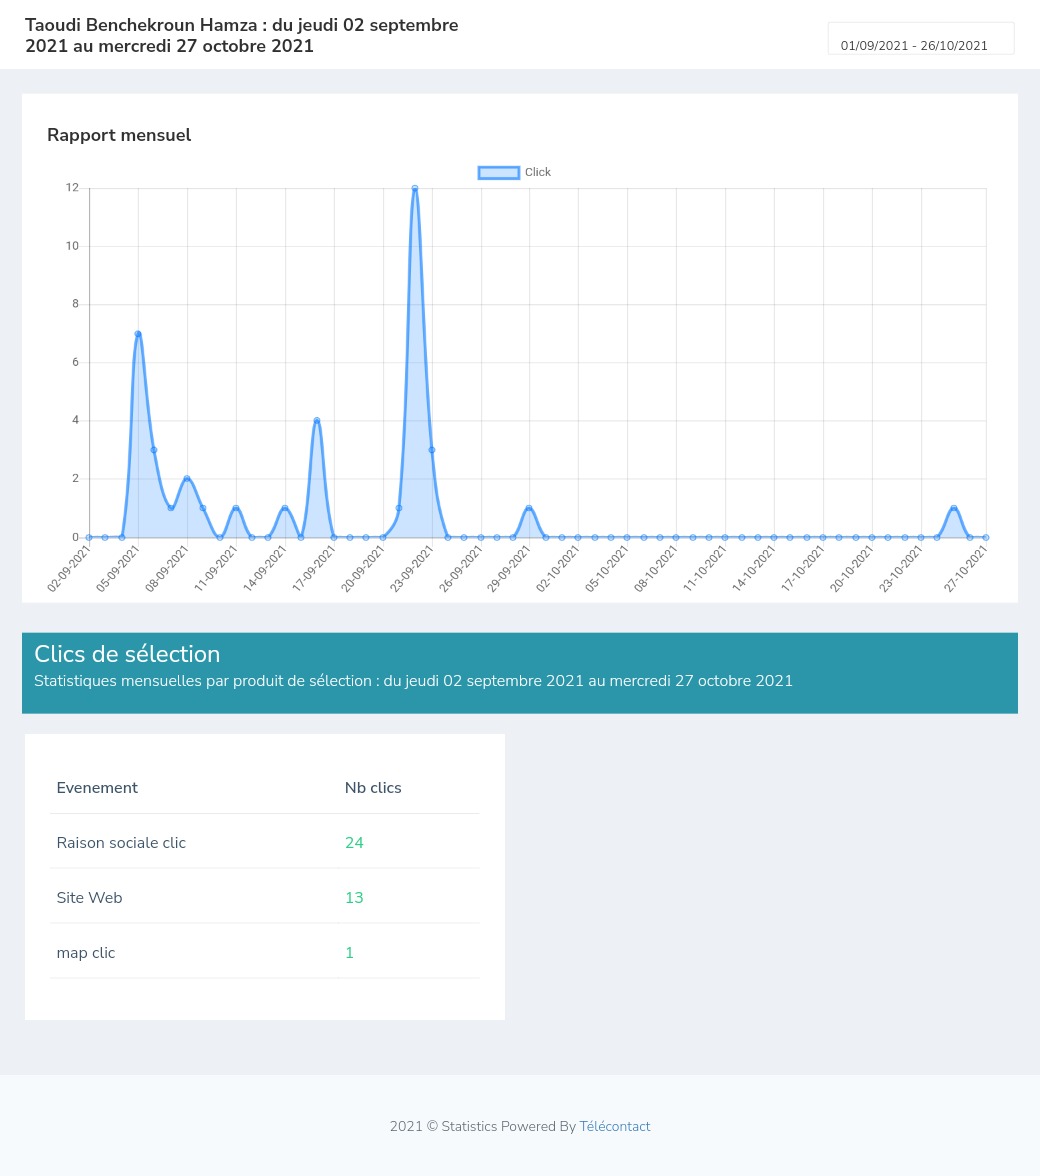 Taoudi Benchekroun Hamza : du jeudi 02 septembre
2021 au mercredi 27 octobre 2021
01/09/2021 - 26/10/2021
Rapport mensuel
Click
12
10
8
6
4
2
0
02-09-2021
05-09-2021
08-09-2021
11-09-2021
14-09-2021
17-09-2021
20-09-2021
23-09-2021
26-09-2021
29-09-2021
02-10-2021
05-10-2021
08-10-2021
11-10-2021
14-10-2021
17-10-2021
20-10-2021
23-10-2021
27-10-2021
Clics de sélection
Statistiques mensuelles par produit de sélection : du jeudi 02 septembre 2021 au mercredi 27 octobre 2021
Evenement Nb clics
Raison sociale clic 24
Site Web 13
map clic 1
2021 © Statistics Powered By Télécontact